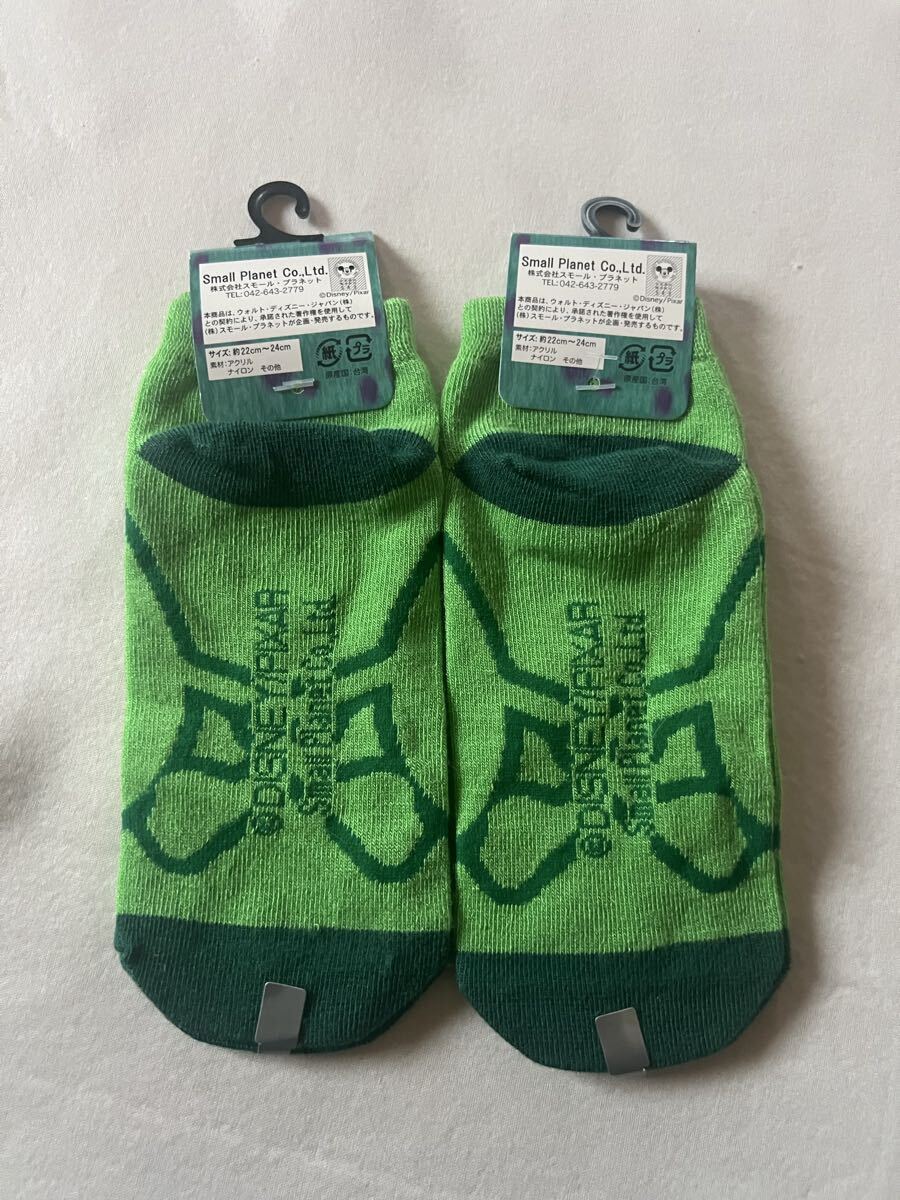 Small Planet Co.,Ltd.
株式会社スモール・プラネット
TEL:042-643-2779
©Disney/Pixar
本商品は、ウォルト・ディズニー・ジャパン(株)
との契約により、承諾された著作権を使用して
(株)スモール・プラネットが企画・発売するものです。
サイズ：約22cm～24cm
素材：アクリル
ナイロン その他
紙
プラ
原産国：台湾
Small Planet Co.,Ltd.
株式会社スモール・プラネット
TEL:042-643-2779
©Disney/Pixar
本商品は、ウォルト・ディズニー・ジャパン(株)
との契約により、承諾された著作権を使用して
(株)スモール・プラネットが企画・発売するものです。
サイズ：約22cm～24cm
素材：アクリル
ナイロン その他
紙
プラ
原産国：台湾
©DISNEY/PIXAR
Small Planet Co.,Ltd.
©DISNEY/PIXAR
Small Planet Co.,Ltd.